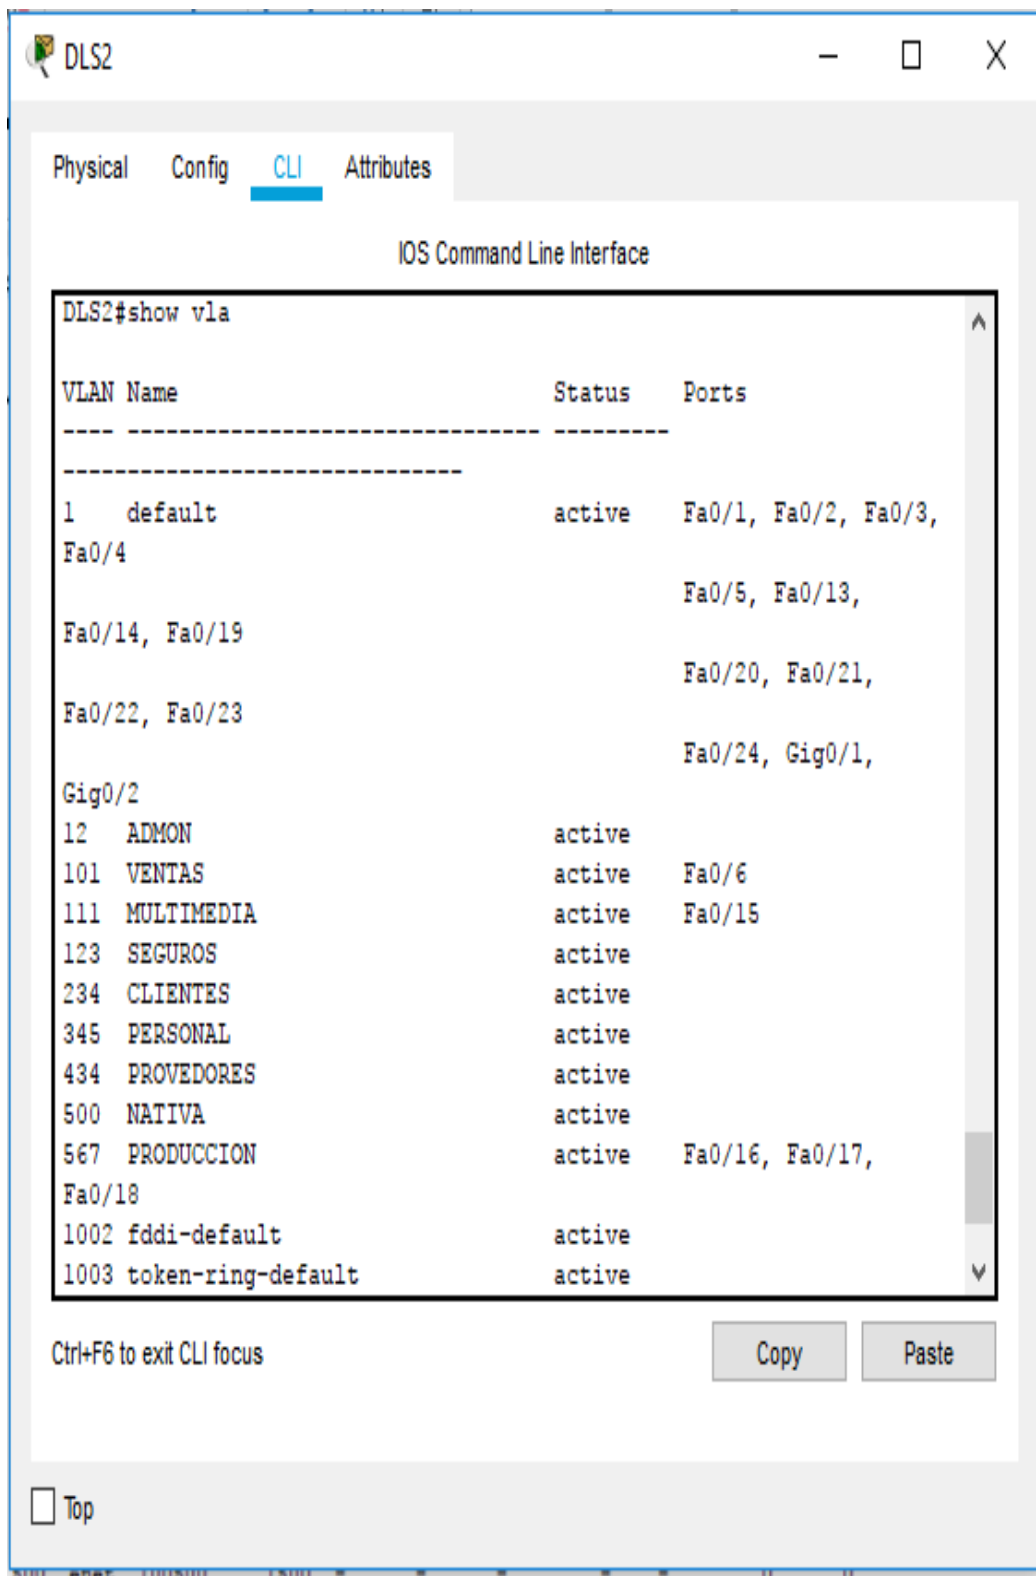 DLS2
Physical Config CLI Attributes
IOS Command Line Interface
DLS2#show vla
VLAN Name Status Ports
---- -------------------------------- ---------
-------------------------------
1 default active Fa0/1, Fa0/2, Fa0/3,
Fa0/4
Fa0/5, Fa0/13,
Fa0/14, Fa0/19
Fa0/20, Fa0/21,
Fa0/22, Fa0/23
Fa0/24, Gig0/1,
Gig0/2
12 ADMON active
101 VENTAS active Fa0/6
111 MULTIMEDIA active Fa0/15
123 SEGUROS active
234 CLIENTES active
345 PERSONAL active
434 PROVEDORES active
500 NATIVA active
567 PRODUCCION active Fa0/16, Fa0/17,
Fa0/18
1002 fddi-default active
1003 token-ring-default active
Ctrl+F6 to exit CLI focus
Copy Paste
Top